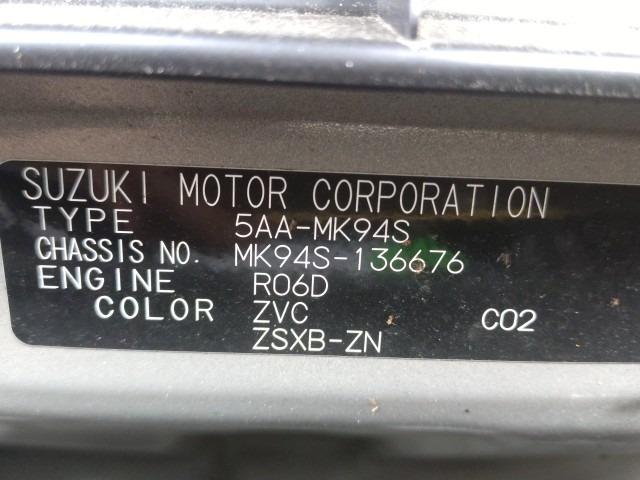 SUZUKI MOTOR CORPORATION
TYPE 5AA-MK94S
CHASSIS NO. MK94S-136676
ENGINE R06D
COLOR ZVC C02
ZSXB-ZN